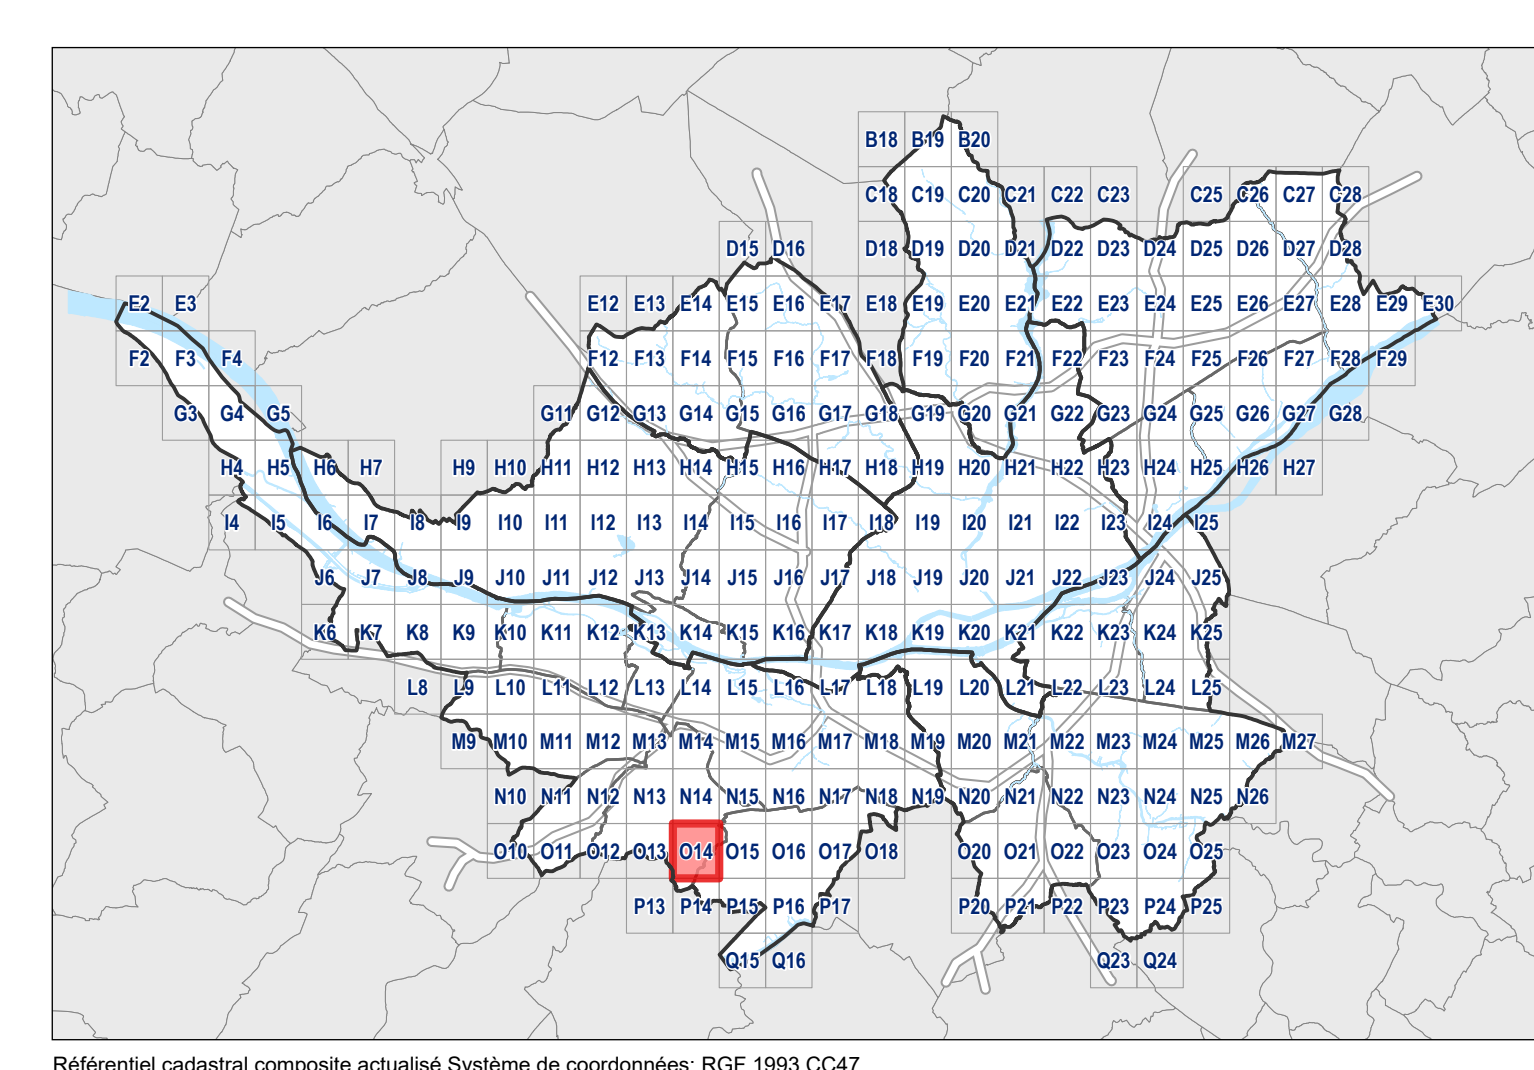 B18 B19 B20
C18 C19 C20 C21 C22 C23 C25 C26 C27 C28
D15 D16 D18 D19 D20 D21 D22 D23 D24 D25 D26 D27 D28
E2 E3 E12 E13 E14 E15 E16 E17 E18 E19 E20 E21 E22 E23 E24 E25 E26 E27 E28 E29 E30
F2 F3 F4 F12 F13 F14 F15 F16 F17 F18 F19 F20 F21 F22 F23 F24 F25 F26 F27 F28 F29
G3 G4 G5 G11 G12 G13 G14 G15 G16 G17 G18 G19 G20 G21 G22 G23 G24 G25 G26 G27 G28
H4 H5 H6 H7 H9 H10 H11 H12 H13 H14 H15 H16 H17 H18 H19 H20 H21 H22 H23 H24 H25 H26 H27
I4 I5 I6 I7 I8 I9 I10 I11 I12 I13 I14 I15 I16 I17 I18 I19 I20 I21 I22 I23 I24 I25
J6 J7 J8 J9 J10 J11 J12 J13 J14 J15 J16 J17 J18 J19 J20 J21 J22 J23 J24 J25
K6 K7 K8 K9 K10 K11 K12 K13 K14 K15 K16 K17 K18 K19 K20 K21 K22 K23 K24 K25
L8 L9 L10 L11 L12 L13 L14 L15 L16 L17 L18 L19 L20 L21 L22 L23 L24 L25
M9 M10 M11 M12 M13 M14 M15 M16 M17 M18 M19 M20 M21 M22 M23 M24 M25 M26 M27
N10 N11 N12 N13 N14 N15 N16 N17 N18 N19 N20 N21 N22 N23 N24 N25 N26
O10 O11 O12 O13 O14 O15 O16 O17 O18 O20 O21 O22 O23 O24 O25
P13 P14 P15 P16 P17 P20 P21 P22 P23 P24 P25
Q15 Q16 Q23 Q24
Référentiel cadastral composite actualisé Système de coordonnées: RGF 1993 CC47